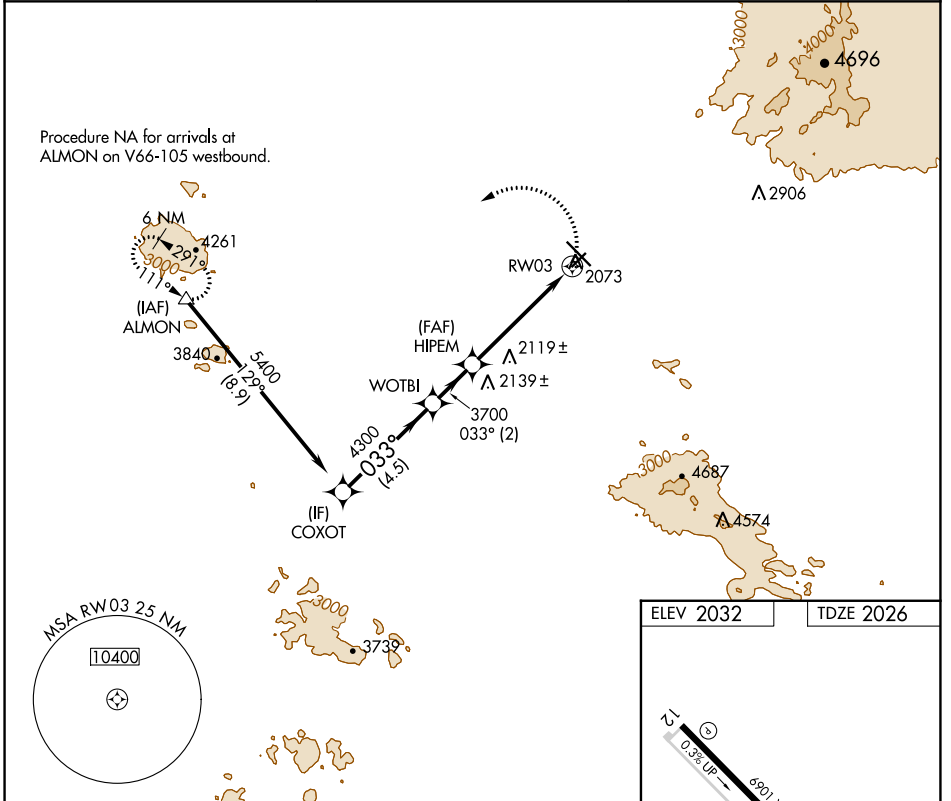 3000
4000
4696
Procedure NA for arrivals at
ALMON on V66-105 westbound.
2906
6 NM
4261
291°
3000
111°
RW03
2073
(IAF)
ALMON
(FAF)
HIPEM
2119±
3840
5400
129°
(8.9)
WOTBI
2139±
3700
033° (2)
4300
033°
(4.5)
3000
4687
(IF)
COXOT
4574
3000
3739
MSA RW03 25 NM
10400
ELEV 2032
TDZE 2026
12
P
0.3% UP
6901